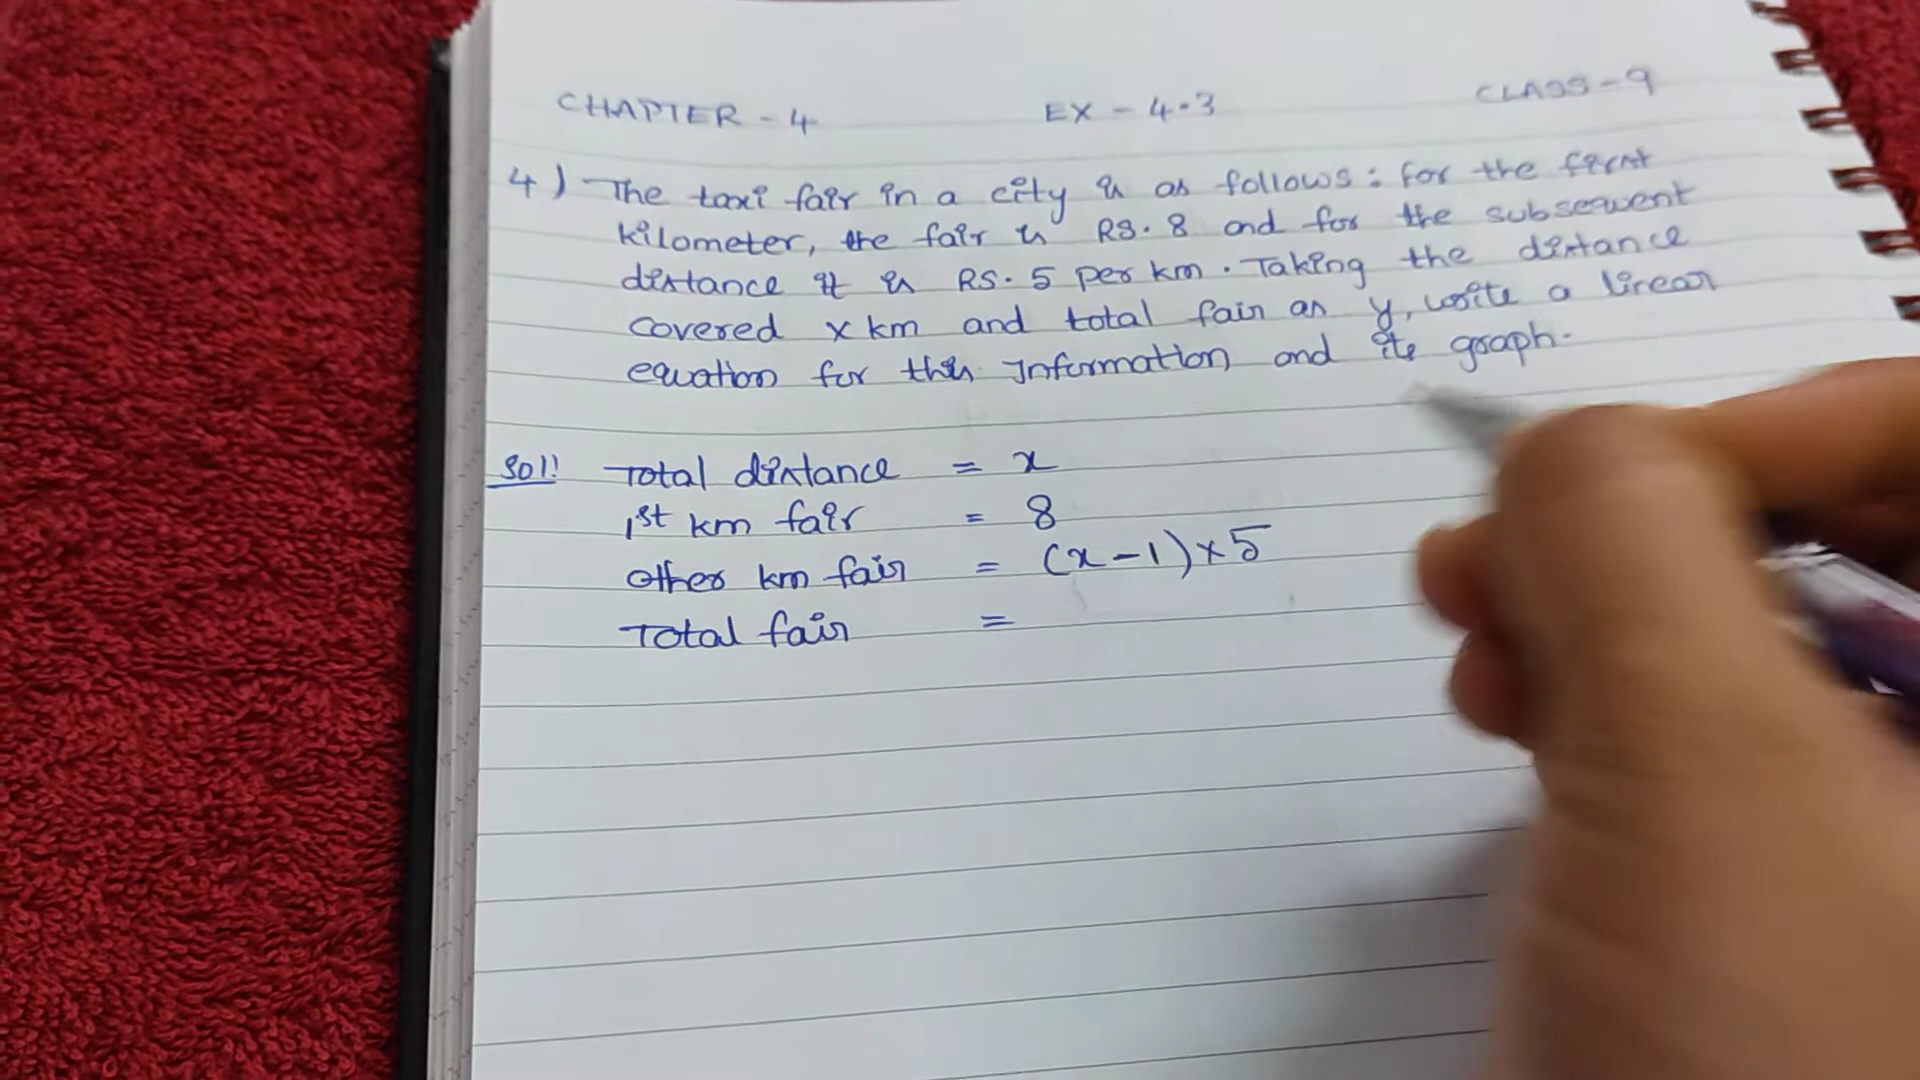 CHAPTER - 4 EX - 4.3 CLASS - 9
4) The taxi fair in a city is as follows: for the first
kilometer, the fair is RS. 8 and for the subsequent
distance it is RS. 5 per km. Taking the distance
covered x km and total fair as y, write a linear
equation for this Information and its graph.
Sol: Total distance = x
1st km fair = 8
other km fair = (x-1)×5
Total fair =